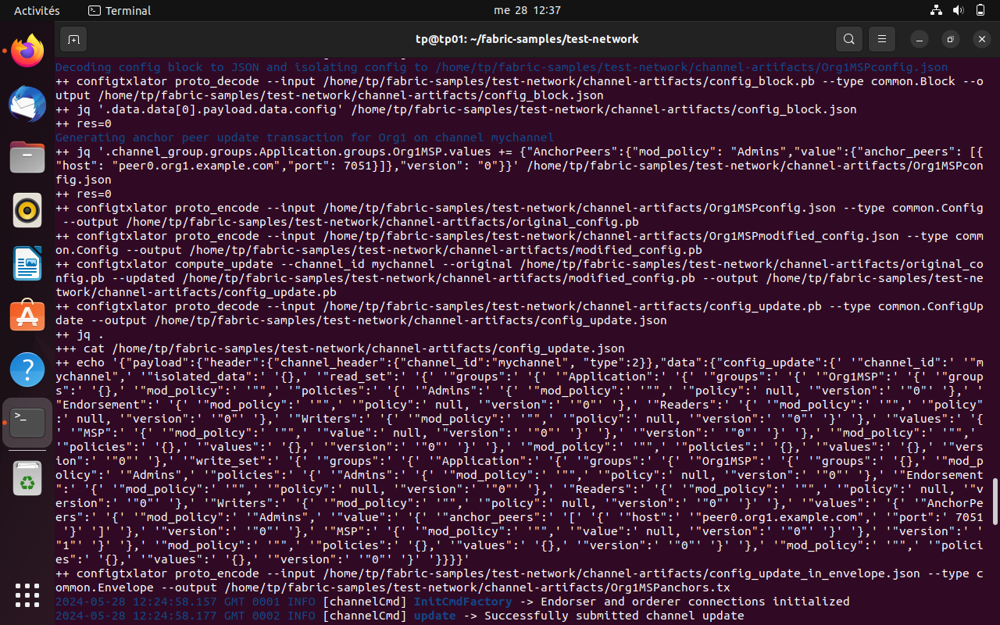 Activités
Terminal
me 28 12:37
tp@tp01: ~/fabric-samples/test-network
Decoding config block to JSON and isolating config to /home/tp/fabric-samples/test-network/channel-artifacts/Org1MSPconfig.json
++ configtxlator proto_decode --input /home/tp/fabric-samples/test-network/channel-artifacts/config_block.pb --type common.Block --o
utput /home/tp/fabric-samples/test-network/channel-artifacts/config_block.json
++ jq '.data.data[0].payload.data.config' /home/tp/fabric-samples/test-network/channel-artifacts/config_block.json
++ res=0
Generating anchor peer update transaction for Org1 on channel mychannel
++ jq '.channel_group.groups.Application.groups.Org1MSP.values += {"AnchorPeers":{"mod_policy": "Admins","value":{"anchor_peers": [{
"host": "peer0.org1.example.com","port": 7051}]},"version": "0"}}' /home/tp/fabric-samples/test-network/channel-artifacts/Org1MSPcon
fig.json
++ res=0
++ configtxlator proto_encode --input /home/tp/fabric-samples/test-network/channel-artifacts/Org1MSPconfig.json --type common.Config
 --output /home/tp/fabric-samples/test-network/channel-artifacts/original_config.pb
++ configtxlator proto_encode --input /home/tp/fabric-samples/test-network/channel-artifacts/Org1MSPmodified_config.json --type comm
on.Config --output /home/tp/fabric-samples/test-network/channel-artifacts/modified_config.pb
++ configtxlator compute_update --channel_id mychannel --original /home/tp/fabric-samples/test-network/channel-artifacts/original_co
nfig.pb --updated /home/tp/fabric-samples/test-network/channel-artifacts/modified_config.pb --output /home/tp/fabric-samples/test-ne
twork/channel-artifacts/config_update.pb
++ configtxlator proto_decode --input /home/tp/fabric-samples/test-network/channel-artifacts/config_update.pb --type common.ConfigUp
date --output /home/tp/fabric-samples/test-network/channel-artifacts/config_update.json
++ jq .
+++ cat /home/tp/fabric-samples/test-network/channel-artifacts/config_update.json
++ echo '{"payload":{"header":{"channel_header":{"channel_id":"mychannel", "type":2}},"data":{"config_update":{' '"channel_id":' '"m
ychannel",' '"isolated_data":' '{},' '"read_set":' '{' '"groups":' '{' '"Application":' '{' '"groups":' '{' '"Org1MSP":' '{' '"group
s":' '{},' '"mod_policy":' '"",' '"policies":' '{' '"Admins":' '{' '"mod_policy":' '"",' '"policy":' null, '"version":' '"0"' '},' '
"Endorsement":' '{' '"mod_policy":' '"",' '"policy":' null, '"version":' '"0"' '},' '"Readers":' '{' '"mod_policy":' '"",' '"policy"
:' null, '"version":' '"0"' '},' '"Writers":' '{' '"mod_policy":' '"",' '"policy":' null, '"version":' '"0"' '}' '},' '"values":' '{
' '"MSP":' '{' '"mod_policy":' '"",' '"value":' null, '"version":' '"0"' '}' '},' '"version":' '"0"' '}' '},' '"mod_policy":' '"",'
'"policies":' '{},' '"values":' '{},' '"version":' '"0"' '}' '},' '"mod_policy":' '"",' '"policies":' '{},' '"values":' '{},' '"vers
ion":' '"0"' '},' '"write_set":' '{' '"groups":' '{' '"Application":' '{' '"groups":' '{' '"Org1MSP":' '{' '"groups":' '{},' '"mod_p
olicy":' '"Admins",' '"policies":' '{' '"Admins":' '{' '"mod_policy":' '"",' '"policy":' null, '"version":' '"0"' '},' '"Endorsement
":' '{' '"mod_policy":' '"",' '"policy":' null, '"version":' '"0"' '},' '"Readers":' '{' '"mod_policy":' '"",' '"policy":' null, '"v
ersion":' '"0"' '},' '"Writers":' '{' '"mod_policy":' '"",' '"policy":' null, '"version":' '"0"' '}' '},' '"values":' '{' '"AnchorPe
ers":' '{' '"mod_policy":' '"Admins",' '"value":' '{' '"anchor_peers":' '[' '{' '"host":' '"peer0.org1.example.com",' '"port":' 7051
 '}' ']' '},' '"version":' '"0"' '},' '"MSP":' '{' '"mod_policy":' '"",' '"value":' null, '"version":' '"0"' '}' '},' '"version":' '
"1"' '}' '},' '"mod_policy":' '"",' '"policies":' '{},' '"values":' '{},' '"version":' '"0"' '}' '},' '"mod_policy":' '"",' '"polici
es":' '{},' '"values":' '{},' '"version":' '"0"' '}' '}}}}'
++ configtxlator proto_encode --input /home/tp/fabric-samples/test-network/channel-artifacts/config_update_in_envelope.json --type c
ommon.Envelope --output /home/tp/fabric-samples/test-network/channel-artifacts/Org1MSPanchors.tx
2024-05-28 12:24:58.157 GMT 0001 INFO [channelCmd] InitCmdFactory -> Endorser and orderer connections initialized
2024-05-28 12:24:58.177 GMT 0002 INFO [channelCmd] update -> Successfully submitted channel update